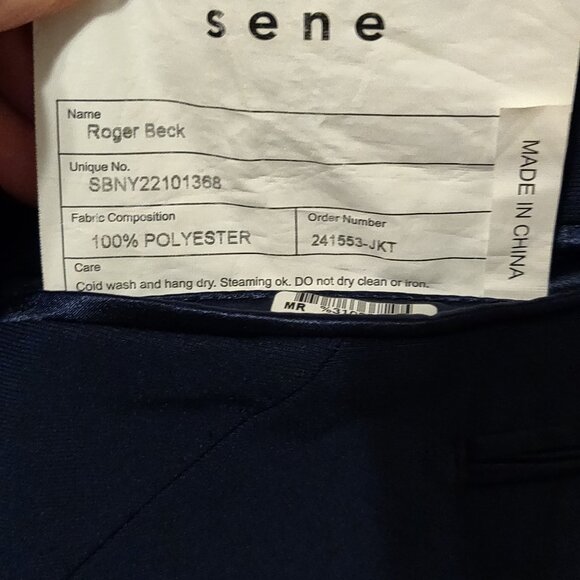 sene
Name
Roger Beck
Unique No.
SBNY22101368
Fabric Composition
100% POLYESTER
Order Number
241553-JKT
Care
Cold wash and hang dry. Steaming ok. DO not dry clean or iron.
MADE IN CHINA
MR